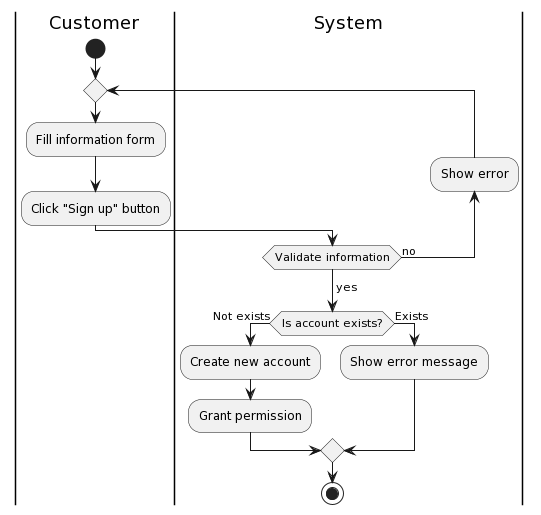 Customer
System
Fill information form
Show error
Click "Sign up" button
Validate information
no
yes
Not exists
Is account exists?
Exists
Create new account
Show error message
Grant permission